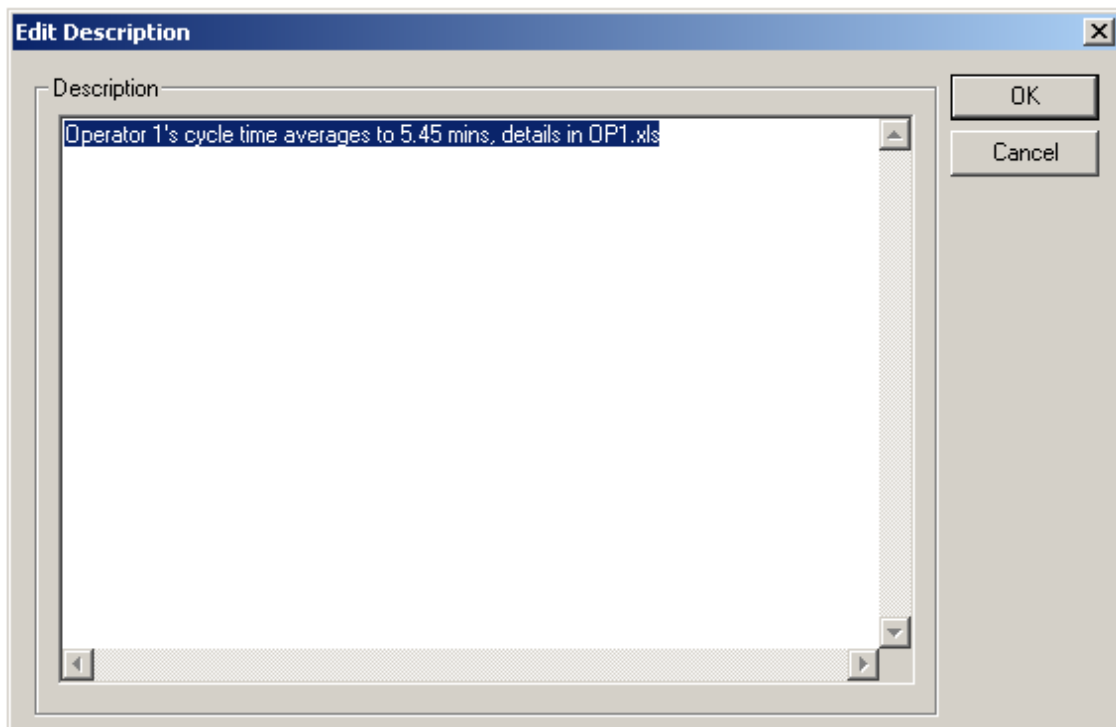 Edit Description
Description
OK
Operator 1's cycle time averages to 5.45 mins, details in OP1.xls
Cancel